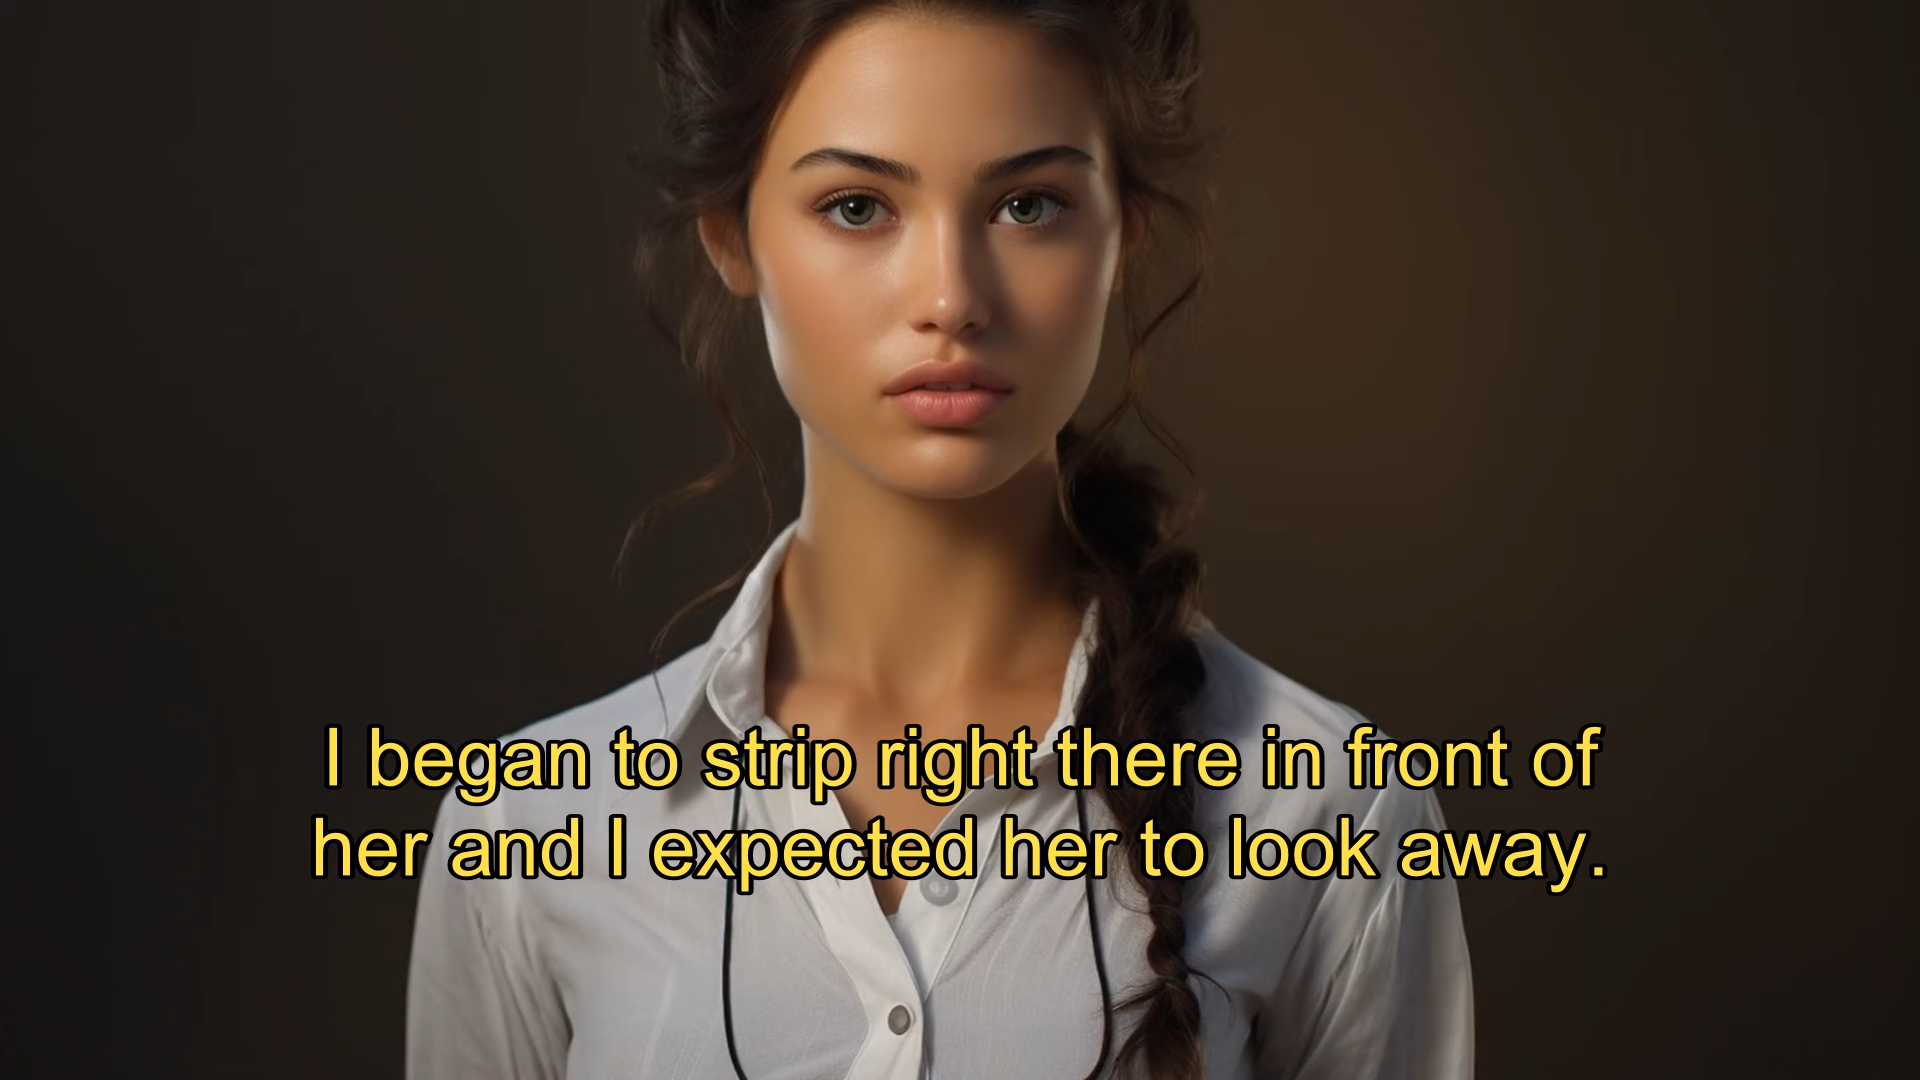 I began to strip right there in front of
her and I expected her to look away.